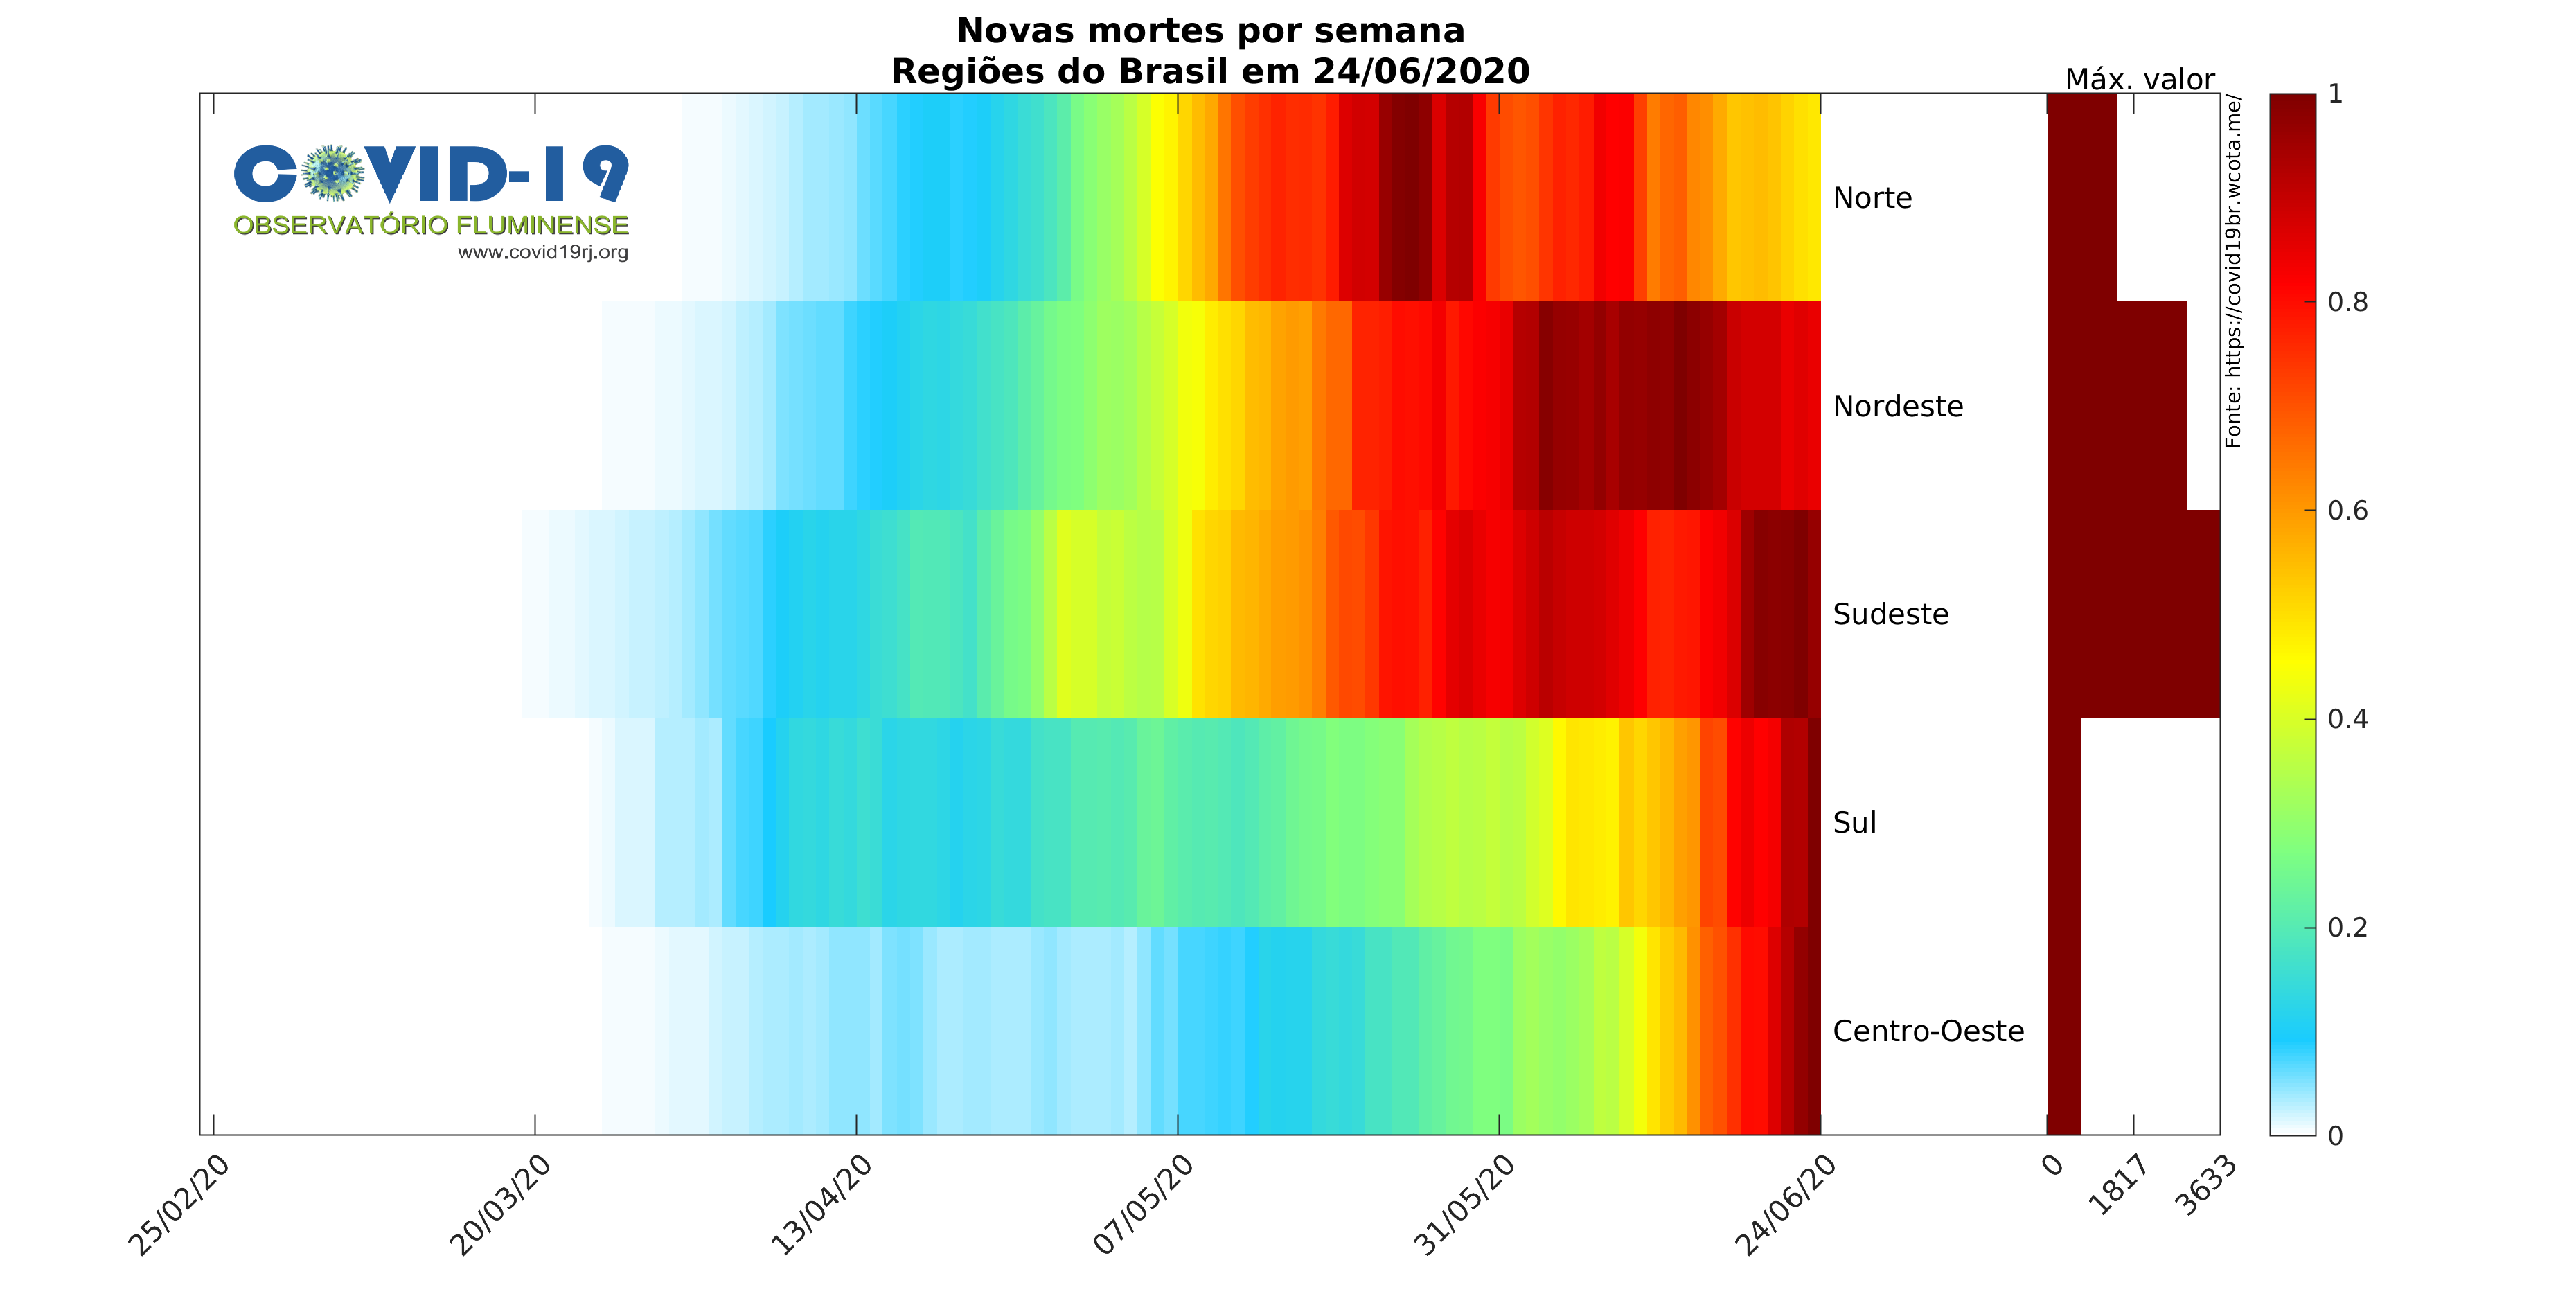 Novas mortes por semana
Regiões do Brasil em 24/06/2020
Máx. valor
COVID-19
OBSERVATÓRIO FLUMINENSE
www.covid19rj.org
Norte
Nordeste
Sudeste
Sul
Centro-Oeste
Fonte: https://covid19br.wcota.me/
1
0.8
0.6
0.4
0.2
0
25/02/20
20/03/20
13/04/20
07/05/20
31/05/20
24/06/20
0
1817
3633